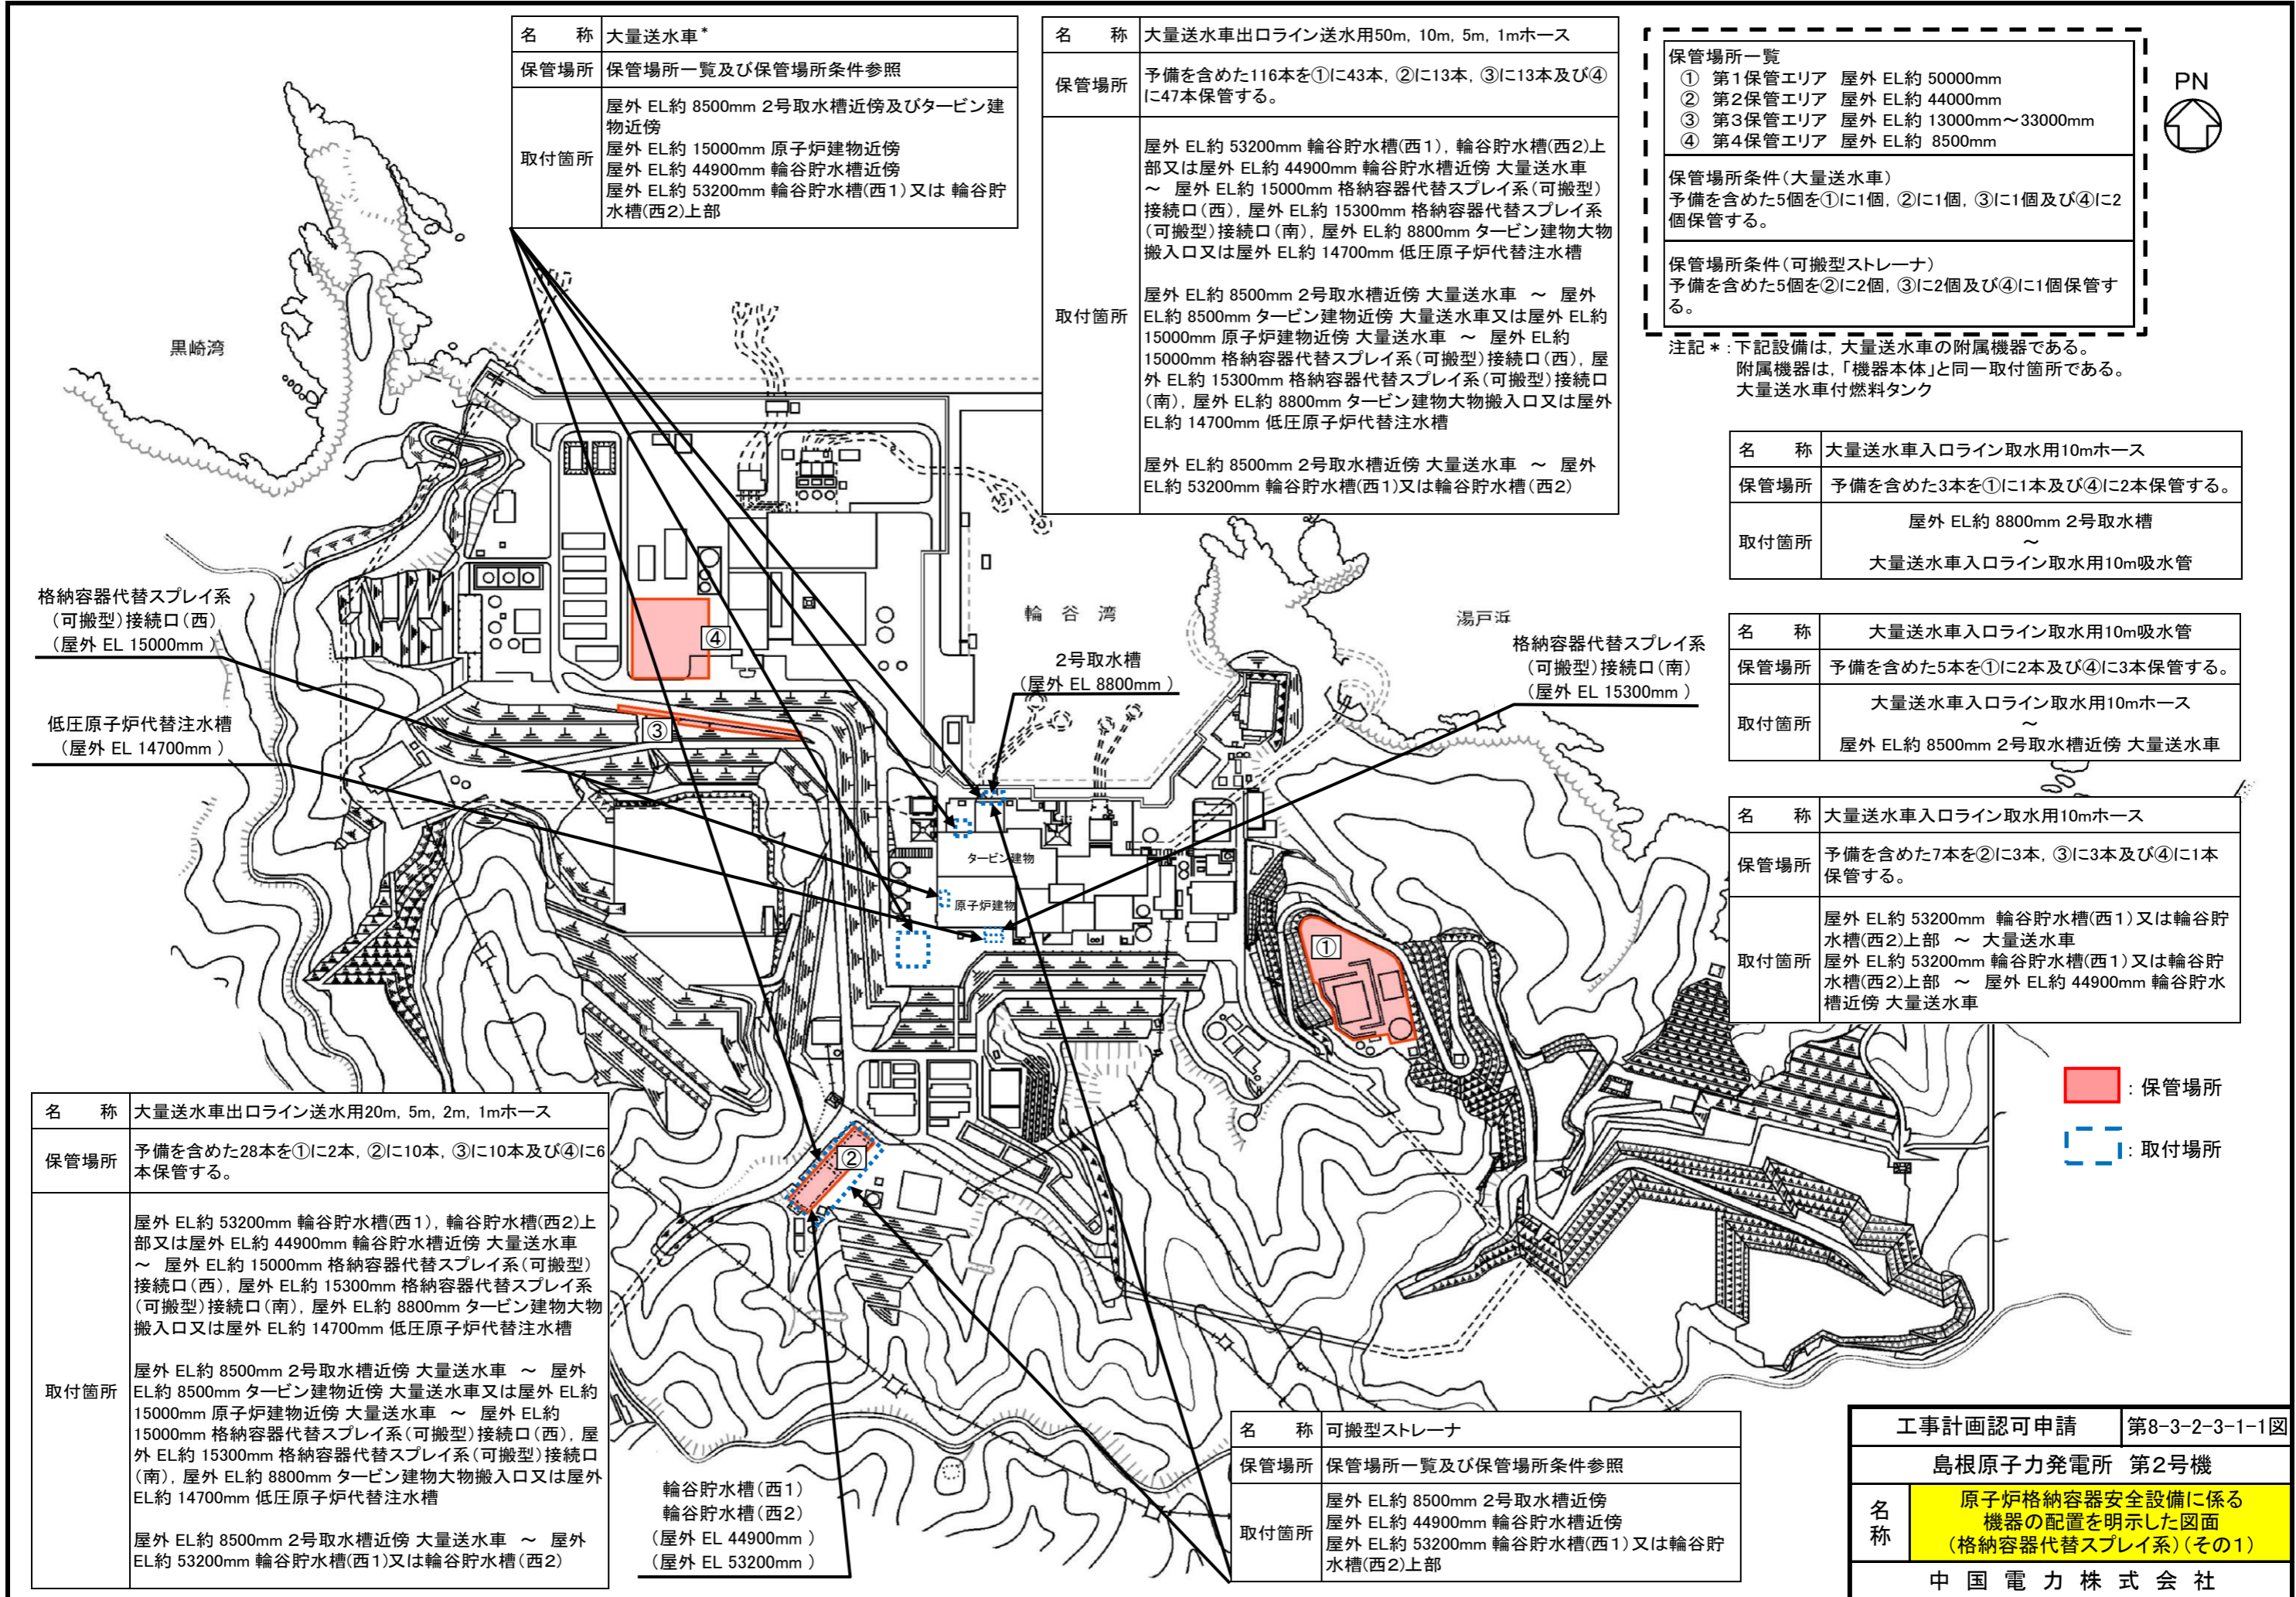 名 称 大量送水車*
保管場所 保管場所一覧及び保管場所条件参照
取付箇所
屋外 EL約 8500mm 2号取水槽近傍及びタービン建
物近傍
屋外 EL約 15000mm 原子炉建物近傍
屋外 EL約 44900mm 輪谷貯水槽近傍
屋外 EL約 53200mm 輪谷貯水槽(西1)又は 輪谷貯
水槽(西2)上部
名 称 大量送水車出口ライン送水用50m, 10m, 5m, 1mホース
保管場所
予備を含めた116本を①に43本, ②に13本, ③に13本及び④
に47本保管する。
取付箇所
屋外 EL約 53200mm 輪谷貯水槽(西1), 輪谷貯水槽(西2)上
部又は屋外 EL約 44900mm 輪谷貯水槽近傍 大量送水車
~ 屋外 EL約 15000mm 格納容器代替スプレイ系(可搬型)
接続口(西), 屋外 EL約 15300mm 格納容器代替スプレイ系
(可搬型)接続口(南), 屋外 EL約 8800mm タービン建物大物
搬入口又は屋外 EL約 14700mm 低圧原子炉代替注水槽
屋外 EL約 8500mm 2号取水槽近傍 大量送水車 ~ 屋外
EL約 8500mm タービン建物近傍 大量送水車又は屋外 EL約
15000mm 原子炉建物近傍 大量送水車 ~ 屋外 EL約
15000mm 格納容器代替スプレイ系(可搬型)接続口(西), 屋
外 EL約 15300mm 格納容器代替スプレイ系(可搬型)接続口
(南), 屋外 EL約 8800mm タービン建物大物搬入口又は屋外
EL約 14700mm 低圧原子炉代替注水槽
屋外 EL約 8500mm 2号取水槽近傍 大量送水車 ~ 屋外
EL約 53200mm 輪谷貯水槽(西1)又は輪谷貯水槽(西2)
保管場所一覧
① 第1保管エリア 屋外 EL約 50000mm
② 第2保管エリア 屋外 EL約 44000mm
③ 第3保管エリア 屋外 EL約 13000mm~33000mm
④ 第4保管エリア 屋外 EL約 8500mm
保管場所条件(大量送水車)
予備を含めた5個を①に1個, ②に1個, ③に1個及び④に2
個保管する。
保管場所条件(可搬型ストレーナ)
予備を含めた5個を②に2個, ③に2個及び④に1個保管す
る。
PN
注記*:下記設備は, 大量送水車の附属機器である。
附属機器は, 「機器本体」と同一取付箇所である。
大量送水車付燃料タンク
名 称 大量送水車入口ライン取水用10mホース
保管場所 予備を含めた3本を①に1本及び④に2本保管する。
取付箇所
屋外 EL約 8800mm 2号取水槽
~
大量送水車入口ライン取水用10m吸水管
名 称 大量送水車入口ライン取水用10m吸水管
保管場所 予備を含めた5本を①に2本及び④に3本保管する。
取付箇所
大量送水車入口ライン取水用10mホース
~
屋外 EL約 8500mm 2号取水槽近傍 大量送水車
名 称 大量送水車入口ライン取水用10mホース
保管場所
予備を含めた7本を②に3本, ③に3本及び④に1本
保管する。
取付箇所
屋外 EL約 53200mm 輪谷貯水槽(西1)又は輪谷貯
水槽(西2)上部 ~ 大量送水車
屋外 EL約 53200mm 輪谷貯水槽(西1)又は輪谷貯
水槽(西2)上部 ~ 屋外 EL約 44900mm 輪谷貯水
槽近傍 大量送水車
黒崎湾
輪谷湾
湯戸浜
格納容器代替スプレイ系
(可搬型)接続口(西)
(屋外 EL 15000mm )
低圧原子炉代替注水槽
(屋外 EL 14700mm )
2号取水槽
(屋外 EL 8800mm )
格納容器代替スプレイ系
(可搬型)接続口(南)
(屋外 EL 15300mm )
④
③
タービン建物
原子炉建物
①
②
: 保管場所
: 取付場所
名 称 大量送水車出口ライン送水用20m, 5m, 2m, 1mホース
保管場所
予備を含めた28本を①に2本, ②に10本, ③に10本及び④に6
本保管する。
取付箇所
屋外 EL約 53200mm 輪谷貯水槽(西1), 輪谷貯水槽(西2)上
部又は屋外 EL約 44900mm 輪谷貯水槽近傍 大量送水車
~ 屋外 EL約 15000mm 格納容器代替スプレイ系(可搬型)
接続口(西), 屋外 EL約 15300mm 格納容器代替スプレイ系
(可搬型)接続口(南), 屋外 EL約 8800mm タービン建物大物
搬入口又は屋外 EL約 14700mm 低圧原子炉代替注水槽
屋外 EL約 8500mm 2号取水槽近傍 大量送水車 ~ 屋外
EL約 8500mm タービン建物近傍 大量送水車又は屋外 EL約
15000mm 原子炉建物近傍 大量送水車 ~ 屋外 EL約
15000mm 格納容器代替スプレイ系(可搬型)接続口(西), 屋
外 EL約 15300mm 格納容器代替スプレイ系(可搬型)接続口
(南), 屋外 EL約 8800mm タービン建物大物搬入口又は屋外
EL約 14700mm 低圧原子炉代替注水槽
屋外 EL約 8500mm 2号取水槽近傍 大量送水車 ~ 屋外
EL約 53200mm 輪谷貯水槽(西1)又は輪谷貯水槽(西2)
輪谷貯水槽(西1)
輪谷貯水槽(西2)
(屋外 EL 44900mm )
(屋外 EL 53200mm )
名 称 可搬型ストレーナ
保管場所 保管場所一覧及び保管場所条件参照
取付箇所
屋外 EL約 8500mm 2号取水槽近傍
屋外 EL約 44900mm 輪谷貯水槽近傍
屋外 EL約 53200mm 輪谷貯水槽(西1)又は輪谷貯
水槽(西2)上部
工事計画認可申請 第8-3-2-3-1-1図
島根原子力発電所 第2号機
名称
原子炉格納容器安全設備に係る
機器の配置を明示した図面
(格納容器代替スプレイ系)(その1)
中国電力株式会社